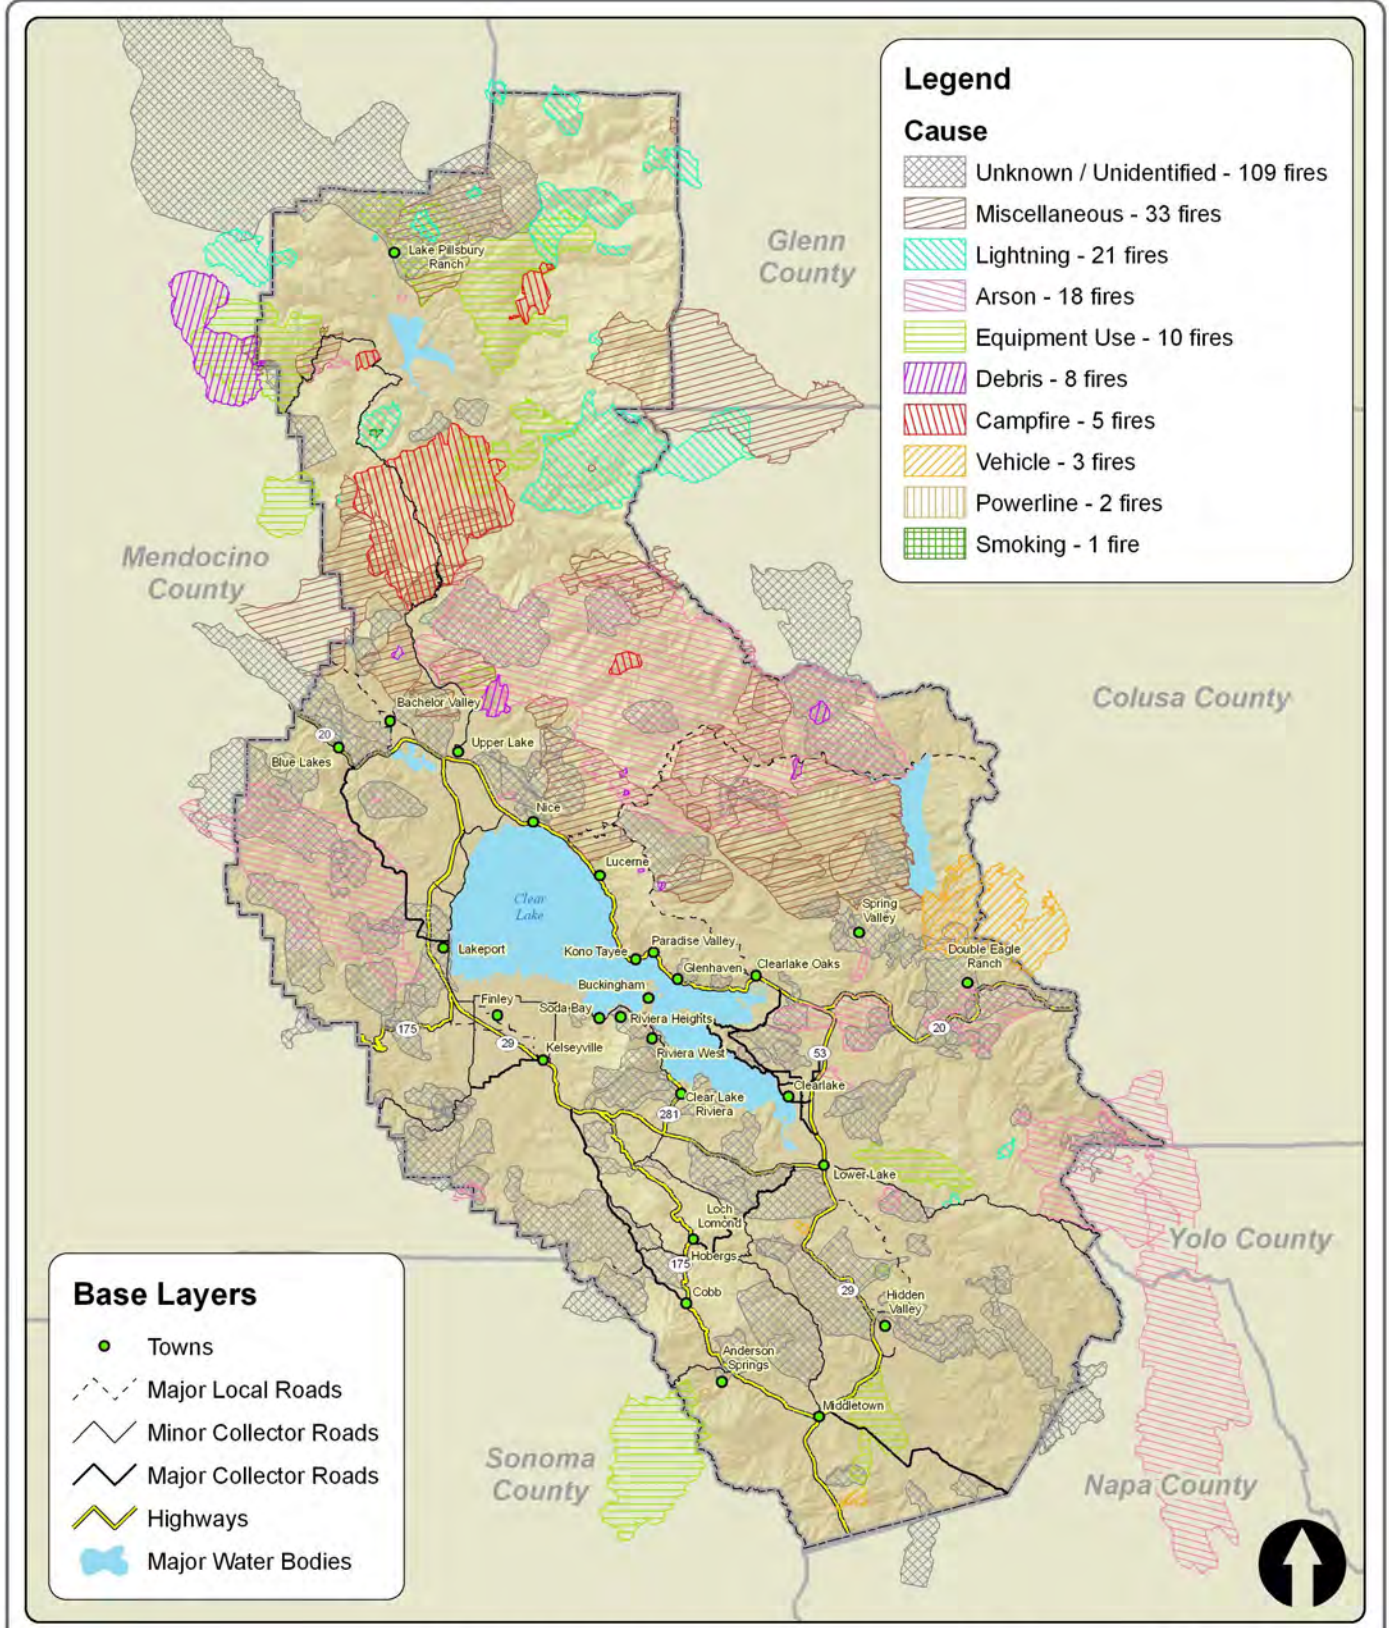 Legend
Cause
Unknown / Unidentified - 109 fires
Miscellaneous - 33 fires
Lightning - 21 fires
Arson - 18 fires
Equipment Use - 10 fires
Debris - 8 fires
Campfire - 5 fires
Vehicle - 3 fires
Powerline - 2 fires
Smoking - 1 fire
Glenn
County
Lake Pillsbury
Ranch
Mendocino
County
Colusa County
Bachelor Valley
20
Blue Lakes
Upper Lake
Nice
Lucerne
Clear
Lake
Spring
Valley
Lakeport
Kono Tayee
Paradise Valley
Double Eagle
Ranch
Glenhaven
Clearlake Oaks
Buckingham
Finley
Soda Bay
Riviera Heights
175
29
20
Kelseyville
Riviera West
53
Clearlake
Clear Lake
Riviera
281
Lower Lake
Loch
Lomond
Yolo County
Hobergs
175
Cobb
29
Hidden
Valley
Anderson
Springs
Middletown
Sonoma
County
Napa County
Base Layers
Towns
Major Local Roads
Minor Collector Roads
Major Collector Roads
Highways
Major Water Bodies